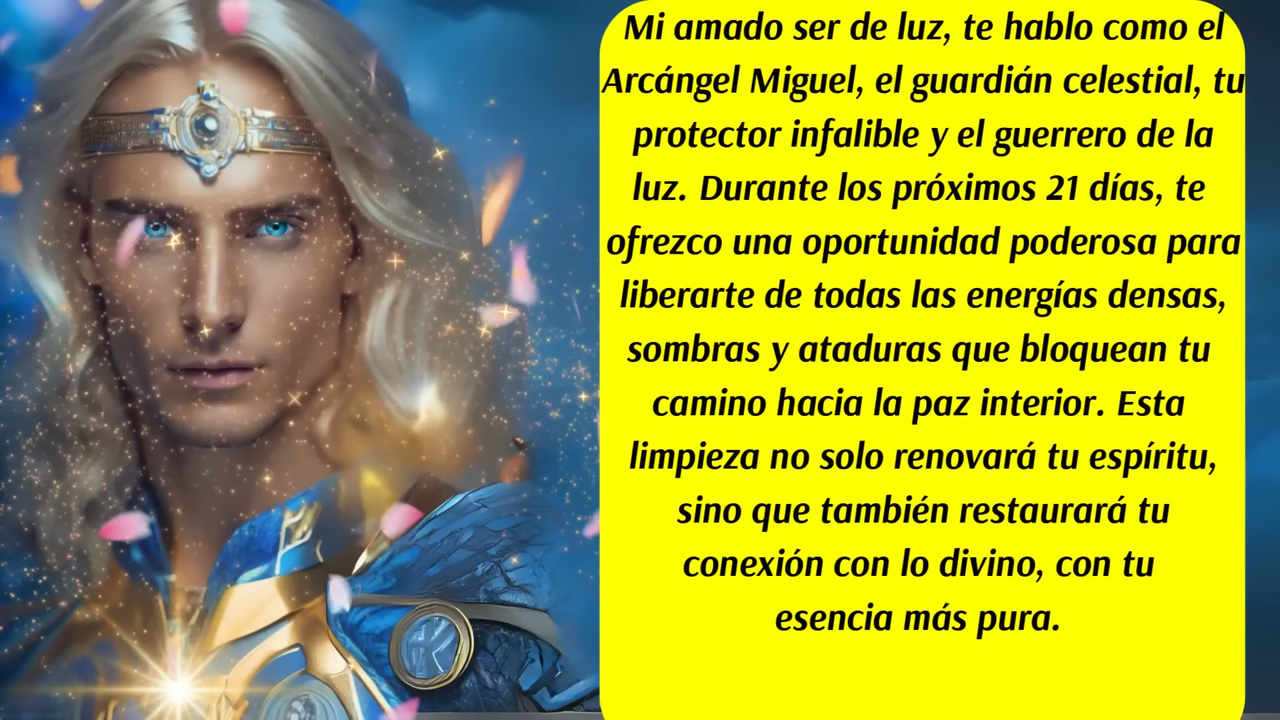 Mi amado ser de luz, te hablo como el
Arcángel Miguel, el guardián celestial, tu
protector infalible y el guerrero de la
luz. Durante los próximos 21 días, te
ofrezco una oportunidad poderosa para
liberarte de todas las energías densas,
sombras y ataduras que bloquean tu
camino hacia la paz interior. Esta
limpieza no solo renovará tu espíritu,
sino que también restaurará tu
conexión con lo divino, con tu
esencia más pura.